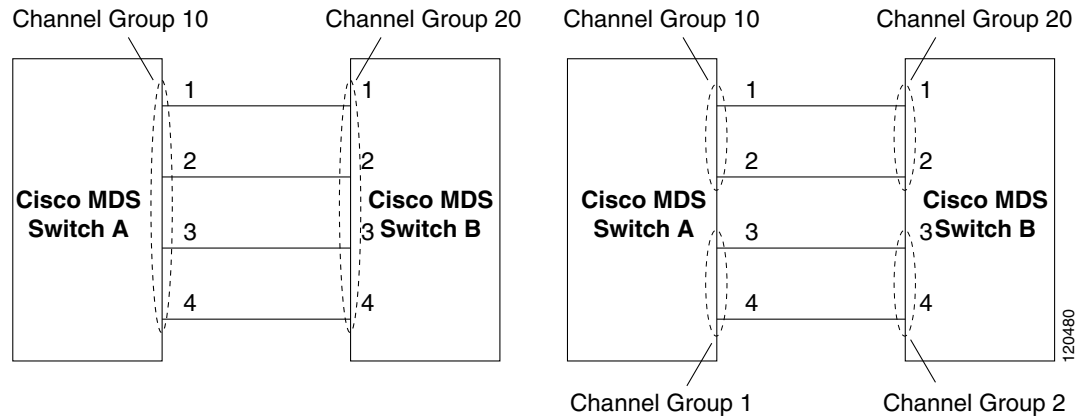 Channel Group 10
Channel Group 20
1
1
2
2
Cisco MDS
Switch A
Cisco MDS
Switch B
3
3
4
4
Channel Group 10
Channel Group 20
1
1
2
2
Cisco MDS
Switch A
Cisco MDS
Switch B
3
3
4
4
Channel Group 1
Channel Group 2
120480